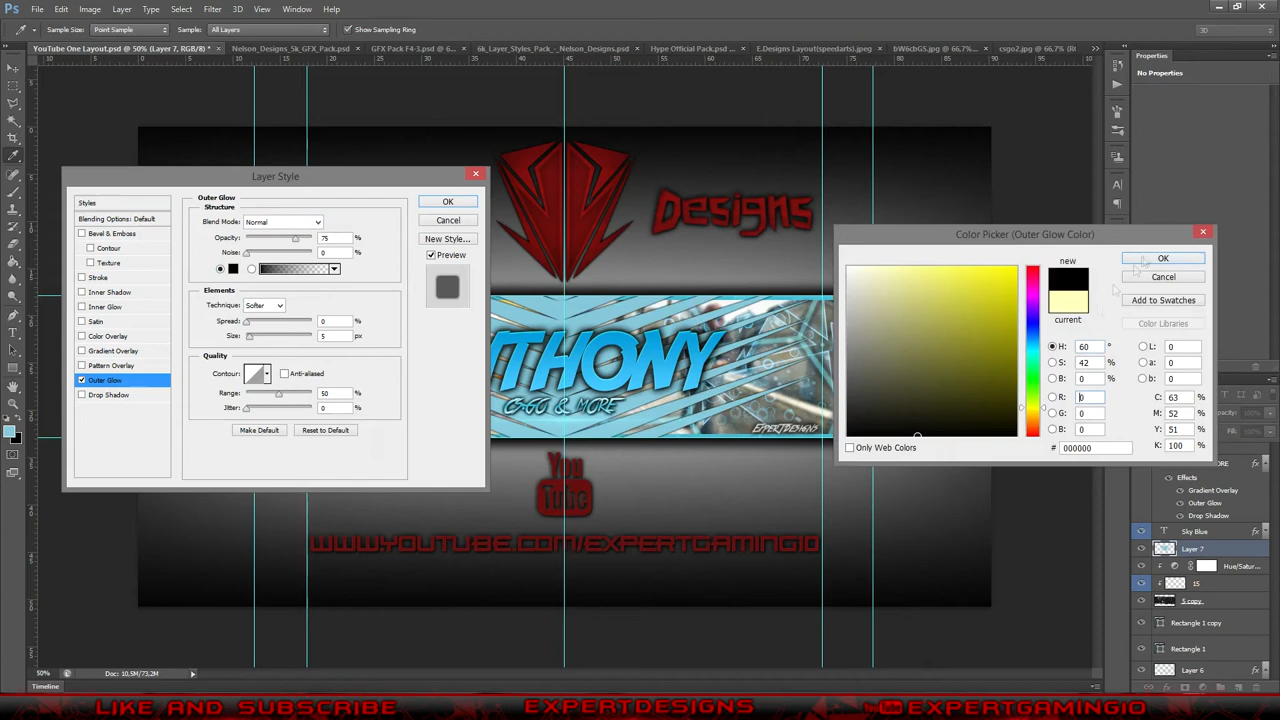 Ps File Edit Image Layer Type Select Filter 3D View Window Help
Sample Size: Point Sample Sample: All Layers Show Sampling Ring 3D
YouTube One Layout.psd @ 50% (Layer 7, RGB/8) * × Nelson_Designs_5k_GFX_Pack.psd × GFX Pack F4-3.psd @ 6... × 6k_Layer_Styles_Pack_-_Nelson_Designs.psd × Hype Official Pack.psd ... × E.Designs Layout(speedarts).psd × bW6cbG5.jpg @ 66,7%... × csgo2.jpg @ 66,7% (RG
Properties
No Properties
Designs
ANTHONY
CS:GO & MORE
EXPERTDESIGNS
You
Tube
WWW.YOUTUBE.COM/EXPERTGAMINGIO
Layer Style
Styles
Blending Options: Default
Bevel & Emboss
Contour
Texture
Stroke
Inner Shadow
Inner Glow
Satin
Color Overlay
Gradient Overlay
Pattern Overlay
Outer Glow
Drop Shadow
Outer Glow
Structure
Blend Mode: Normal
Opacity: 75 %
Noise: 0 %
Elements
Technique: Softer
Spread: 0 %
Size: 5 px
Quality
Contour: Anti-aliased
Range: 50 %
Jitter: 0 %
Make Default Reset to Default
OK
Cancel
New Style...
Preview
Color Picker (Outer Glow Color)
new
current
OK
Cancel
Add to Swatches
Color Libraries
H: 60 ° L: 0
S: 42 % a: 0
B: 0 % b: 0
R: 0 C: 63 %
G: 0 M: 52 %
B: 0 Y: 51 %
# 000000 K: 100 %
Only Web Colors
Effects
Gradient Overlay
Outer Glow
Drop Shadow
Sky Blue
Layer 7
Hue/Satur...
15
5 copy
Rectangle 1 copy
Rectangle 1
Layer 6
50% Doc: 10,5M/73,2M
Timeline
LIKE AND SUBSCRIBE EXPERTDESIGNS EXPERTGAMINGIO